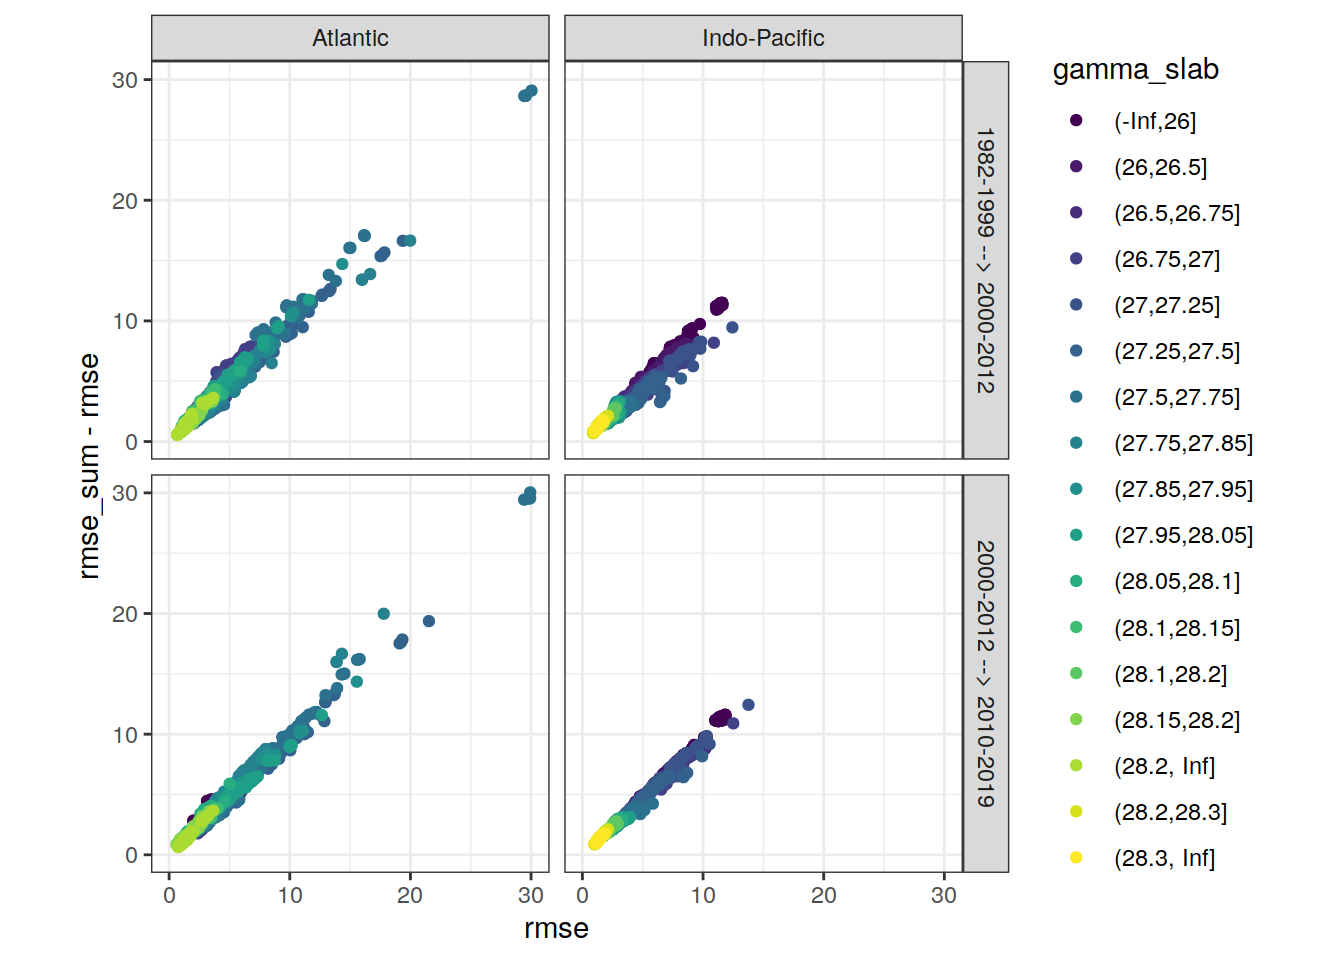 Atlantic
Indo-Pacific
30
20
10
0
1982-1999 --> 2000-2012
30
20
10
0
2000-2012 --> 2010-2019
0 10 20 30
0 10 20 30
rmse
rmse_sum - rmse
gamma_slab
(-Inf,26]
(26,26.5]
(26.5,26.75]
(26.75,27]
(27,27.25]
(27.25,27.5]
(27.5,27.75]
(27.75,27.85]
(27.85,27.95]
(27.95,28.05]
(28.05,28.1]
(28.1,28.15]
(28.1,28.2]
(28.15,28.2]
(28.2, Inf]
(28.2,28.3]
(28.3, Inf]